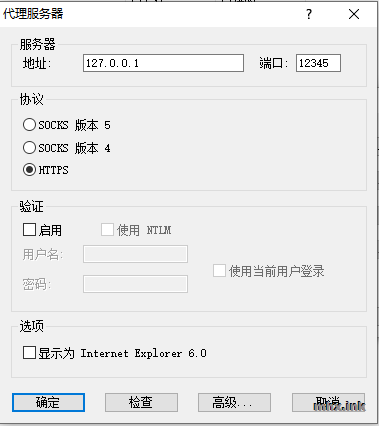 代理服务器
服务器
地址: 127.0.0.1 端口: 12345
协议
SOCKS 版本 5
SOCKS 版本 4
HTTPS
验证
启用 使用 NTLM
用户名:
使用当前用户登录
密码:
选项
显示为 Internet Explorer 6.0
确定 检查 高级... 取消